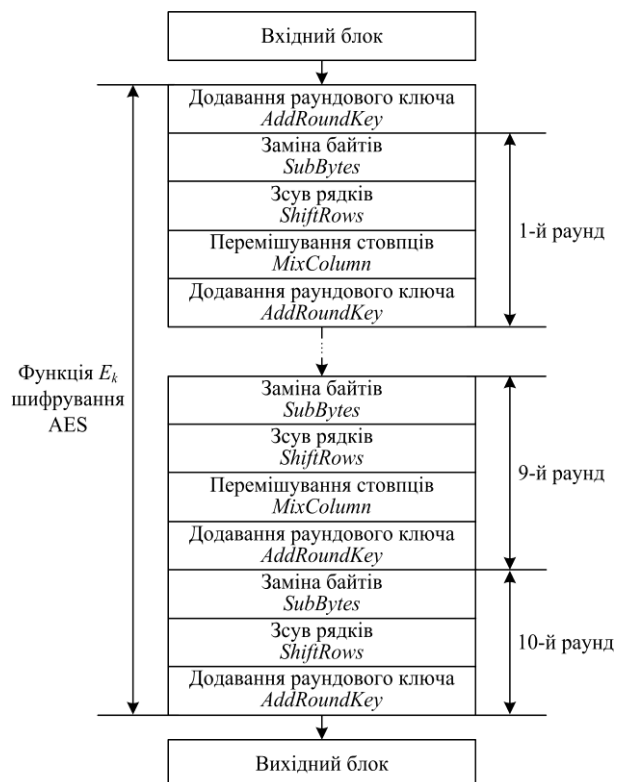 Вхідний блок
Додавання раундового ключа
AddRoundKey
Заміна байтів
SubBytes
Зсув рядків
ShiftRows
Перемішування стовпців
MixColumn
Додавання раундового ключа
AddRoundKey
1-й раунд
Функція E_k
шифрування
AES
Заміна байтів
SubBytes
Зсув рядків
ShiftRows
Перемішування стовпців
MixColumn
Додавання раундового ключа
AddRoundKey
9-й раунд
Заміна байтів
SubBytes
Зсув рядків
ShiftRows
Додавання раундового ключа
AddRoundKey
10-й раунд
Вихідний блок